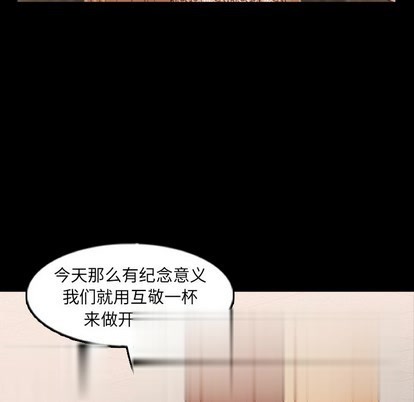 今天那么有纪念意义
我们就用互敬一杯
来做开